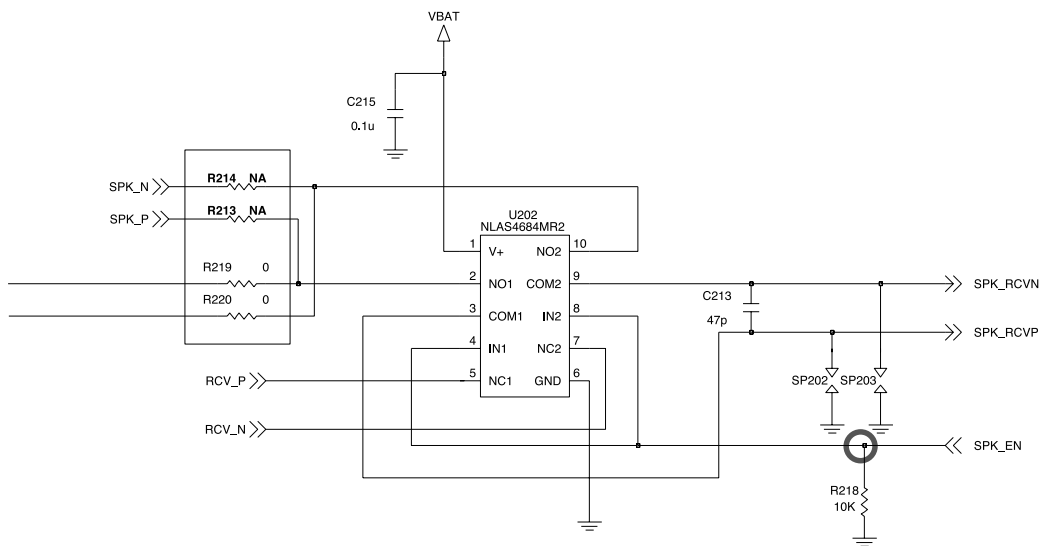 VBAT
C215
0.1u
R214 NA
SPK_N
R213 NA
SPK_P
U202
NLAS4684MR2
1 V+ NO2 10
R219 0
2 NO1 COM2 9
SPK_RCVN
R220 0
C213
47p
3 COM1 IN2 8
SPK_RCVP
4 IN1 NC2 7
RCV_P
5 NC1 GND 6
SP202 SP203
RCV_N
SPK_EN
R218
10K